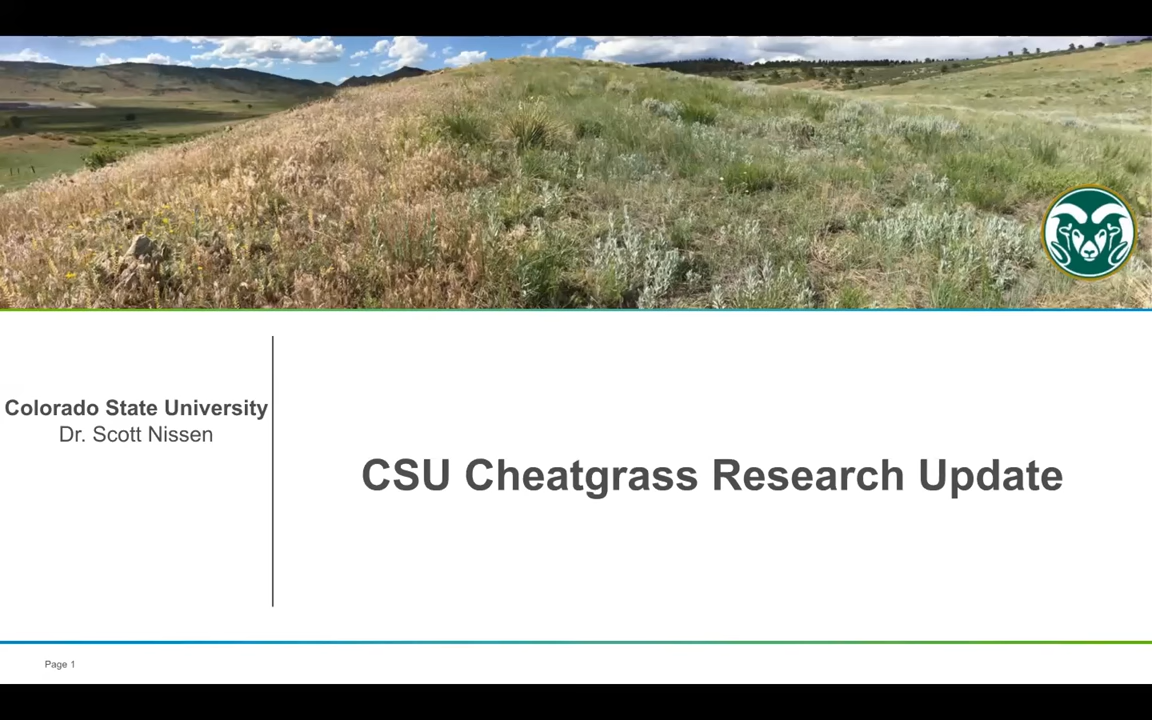 Colorado State University
Dr. Scott Nissen
CSU Cheatgrass Research Update
Page 1